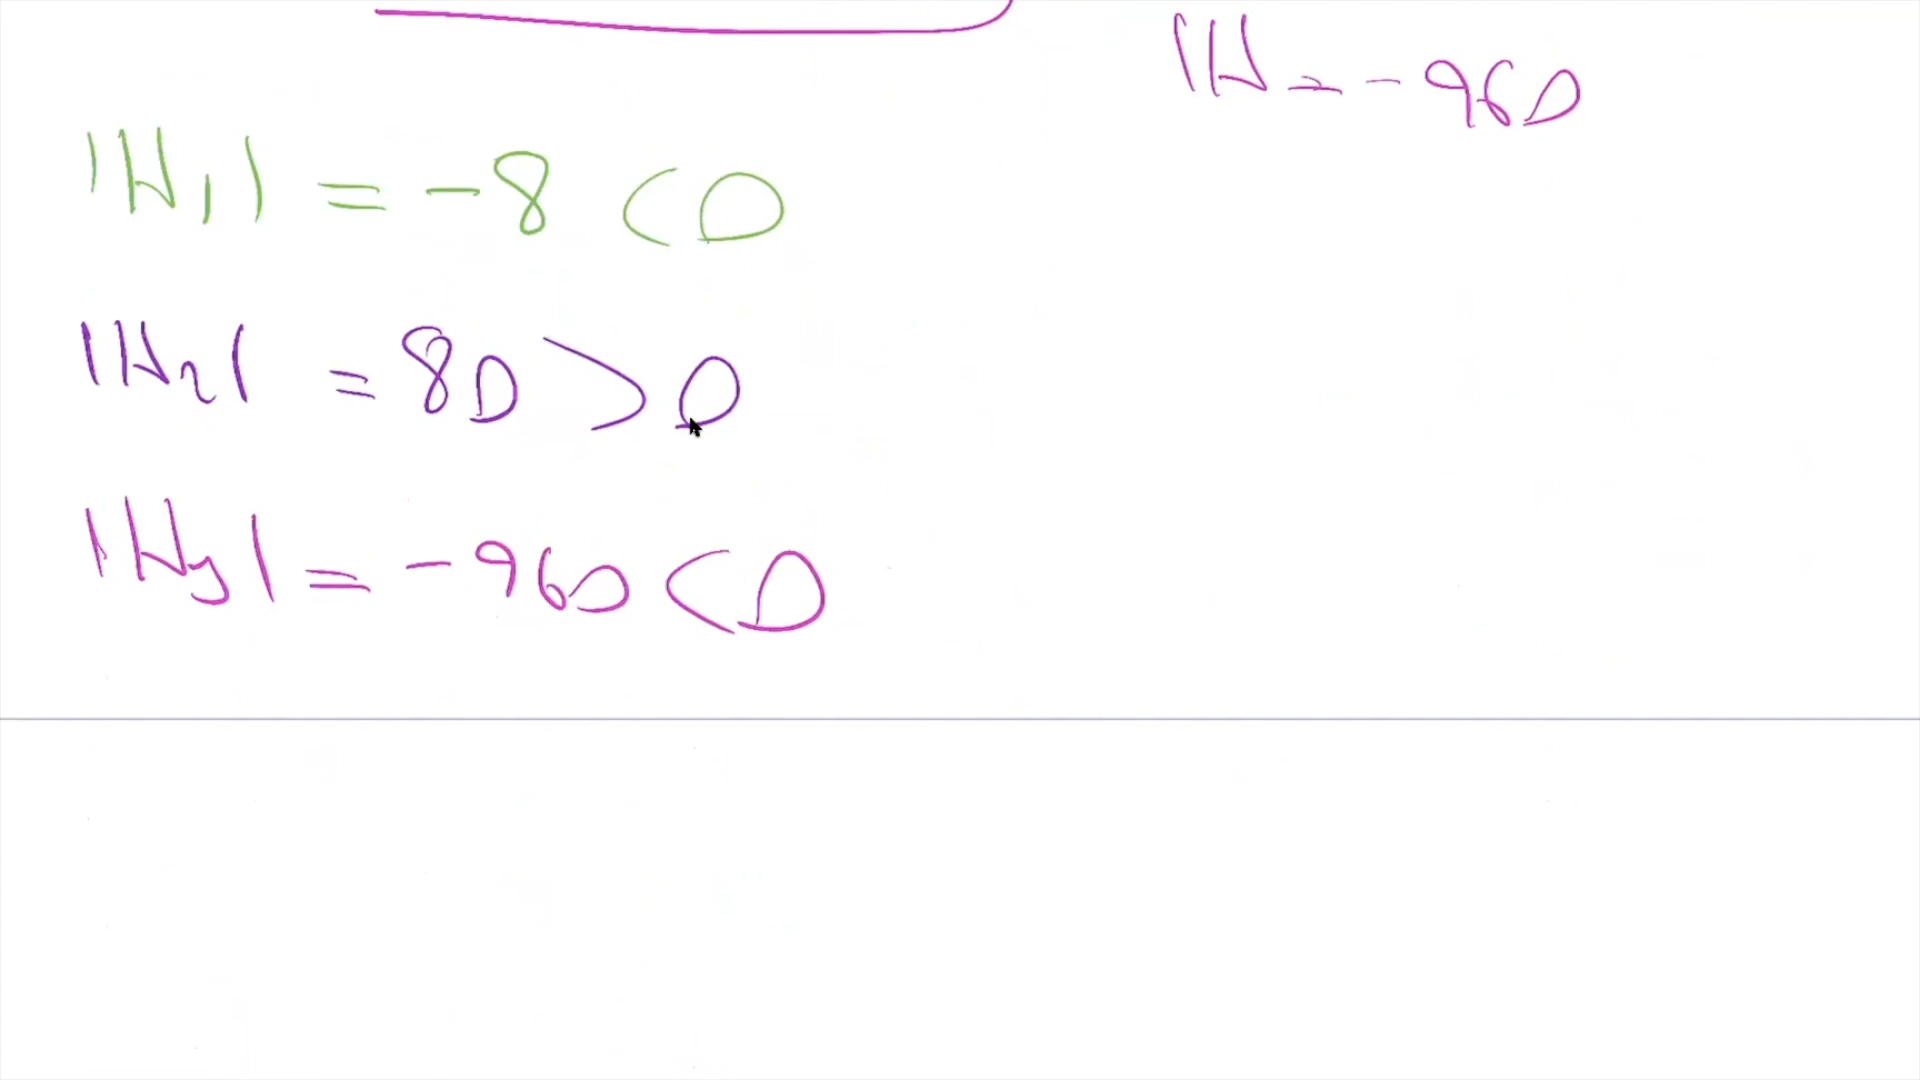 |H = - 960
|H₁| = -8 < 0
|H₂| = 80 > 0
|H₃| = -960 < 0